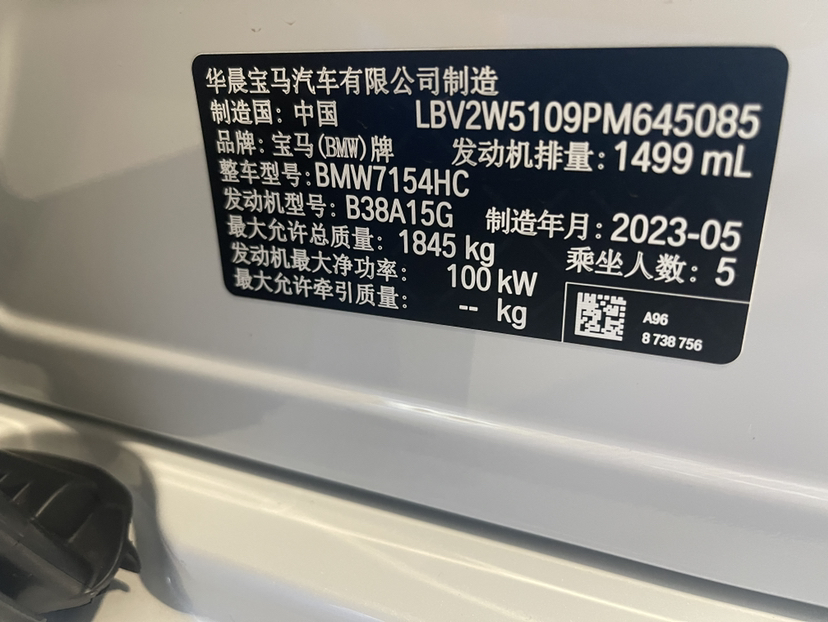 华晨宝马汽车有限公司制造
制造国：中国 LBV2W5109PM645085
品牌：宝马(BMW)牌 发动机排量：1499 mL
整车型号：BMW7154HC
发动机型号：B38A15G 制造年月：2023-05
最大允许总质量：1845 kg 乘坐人数：5
发动机最大净功率：100 kW
最大允许牵引质量：-- kg
A96
8 738 756